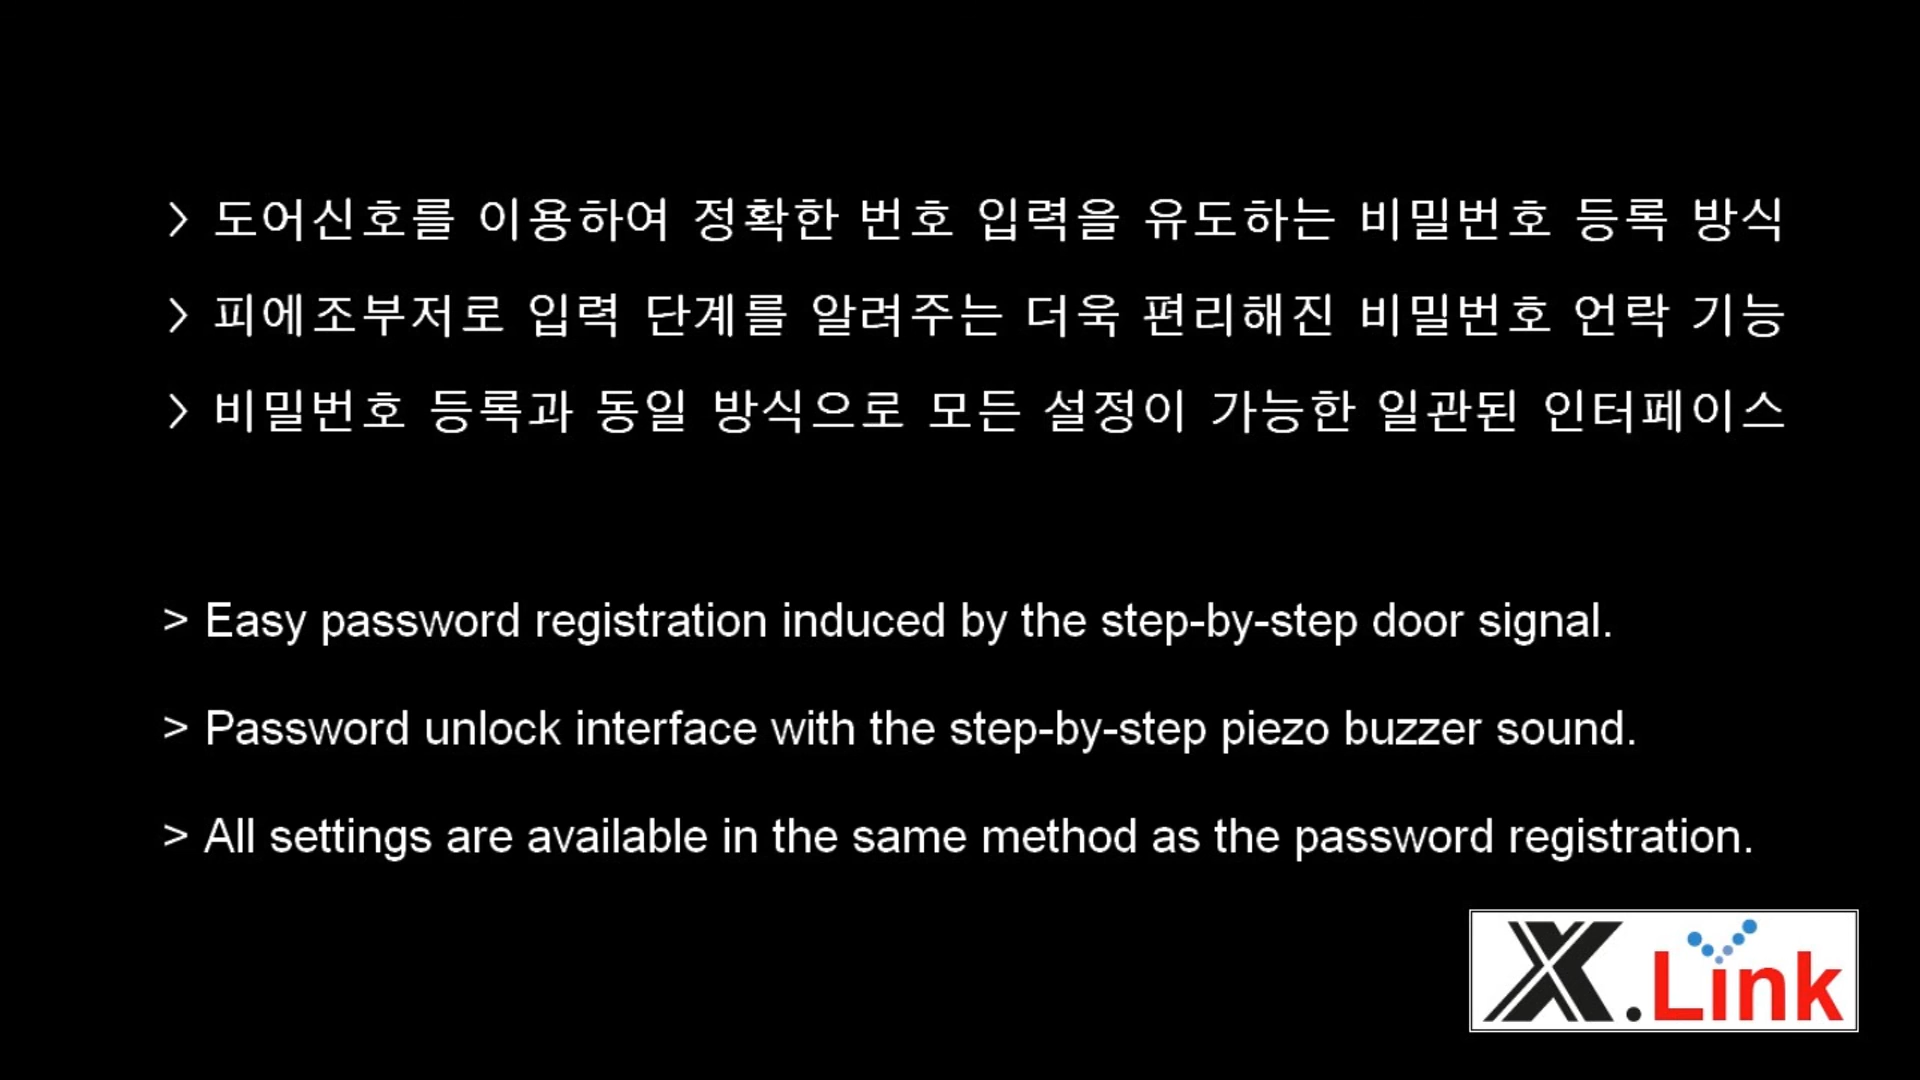 > 도어신호를 이용하여 정확한 번호 입력을 유도하는 비밀번호 등록 방식
> 피에조부저로 입력 단계를 알려주는 더욱 편리해진 비밀번호 언락 기능
> 비밀번호 등록과 동일 방식으로 모든 설정이 가능한 일관된 인터페이스
> Easy password registration induced by the step-by-step door signal.
> Password unlock interface with the step-by-step piezo buzzer sound.
> All settings are available in the same method as the password registration.
X.Link